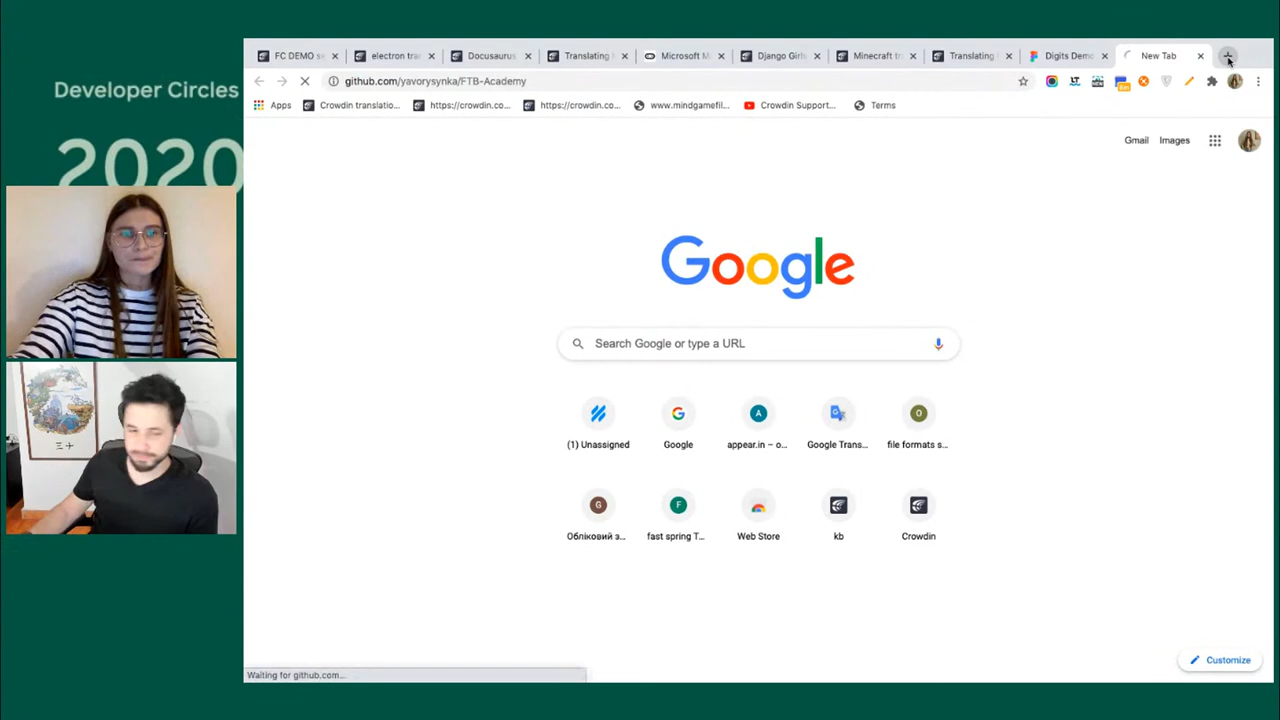 Developer Circles
2020
FC DEMO se
electron tra
Docusaurus
Translating
Microsoft M
Django Girl
Minecraft tr
Translating
Digits Demo
New Tab
github.com/yavorysynka/FTB-Academy
Apps
Crowdin translatio...
https://crowdin.co...
https://crowdin.co...
www.mindgamefil...
Crowdin Support...
Terms
Gmail
Images
Google
Search Google or type a URL
(1) Unassigned
Google
appear.in – o...
Google Trans...
file formats s...
Обліковий з...
fast spring T...
Web Store
kb
Crowdin
Customize
Waiting for github.com...